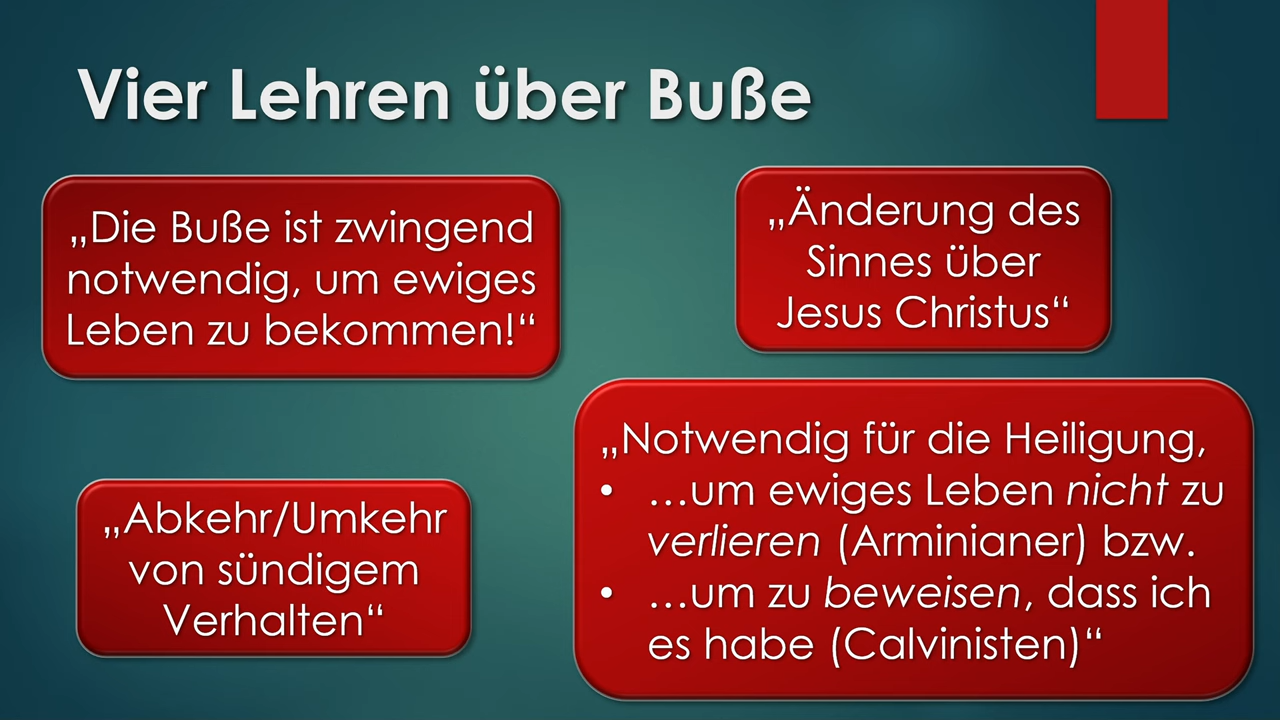 Vier Lehren über Buße
„Die Buße ist zwingend
notwendig, um ewiges
Leben zu bekommen!“
„Änderung des
Sinnes über
Jesus Christus“
„Abkehr/Umkehr
von sündigem
Verhalten“
„Notwendig für die Heiligung,
• …um ewiges Leben nicht zu
verlieren (Arminianer) bzw.
• …um zu beweisen, dass ich
es habe (Calvinisten)“